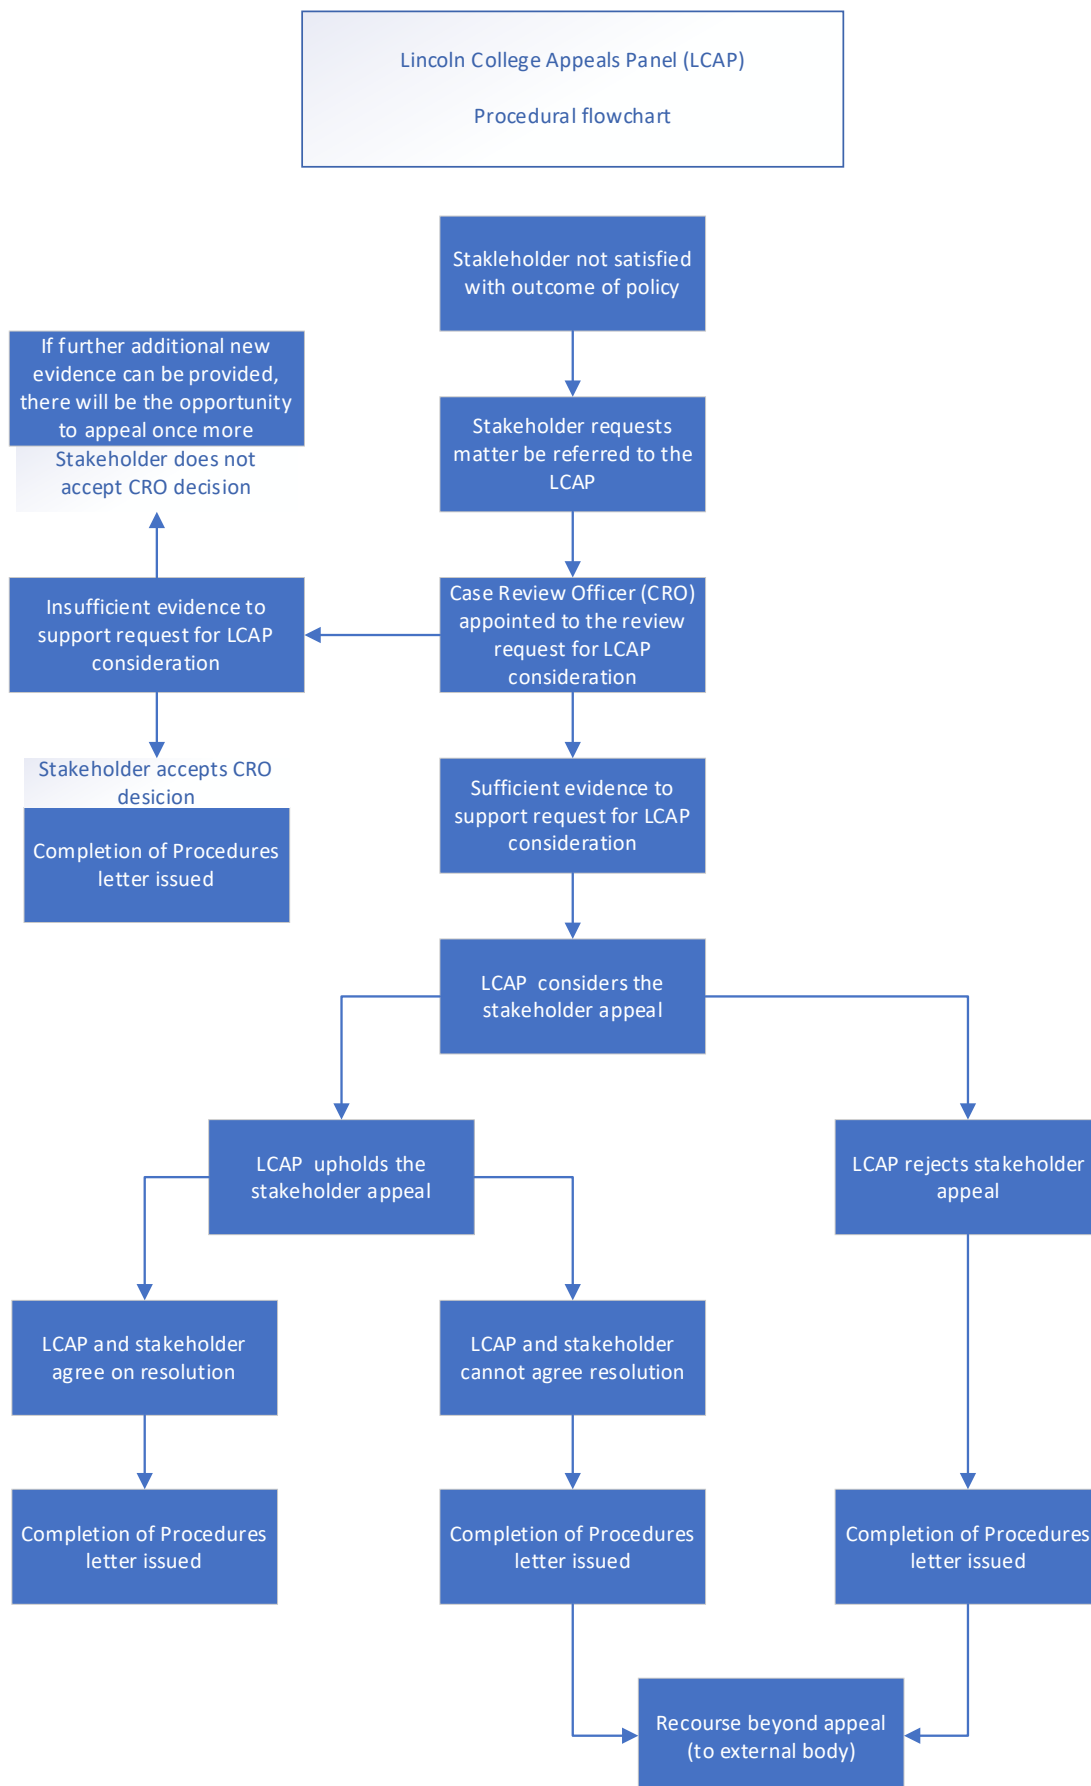 Lincoln College Appeals Panel (LCAP)
Procedural flowchart
Stakleholder not satisfied
with outcome of policy
If further additional new
evidence can be provided,
there will be the opportunity
to appeal once more
Stakeholder does not
accept CRO decision
Stakeholder requests
matter be referred to the
LCAP
Insufficient evidence to
support request for LCAP
consideration
Case Review Officer (CRO)
appointed to the review
request for LCAP
consideration
Stakeholder accepts CRO
desicion
Completion of Procedures
letter issued
Sufficient evidence to
support request for LCAP
consideration
LCAP considers the
stakeholder appeal
LCAP upholds the
stakeholder appeal
LCAP rejects stakeholder
appeal
LCAP and stakeholder
agree on resolution
LCAP and stakeholder
cannot agree resolution
Completion of Procedures
letter issued
Completion of Procedures
letter issued
Completion of Procedures
letter issued
Recourse beyond appeal
(to external body)